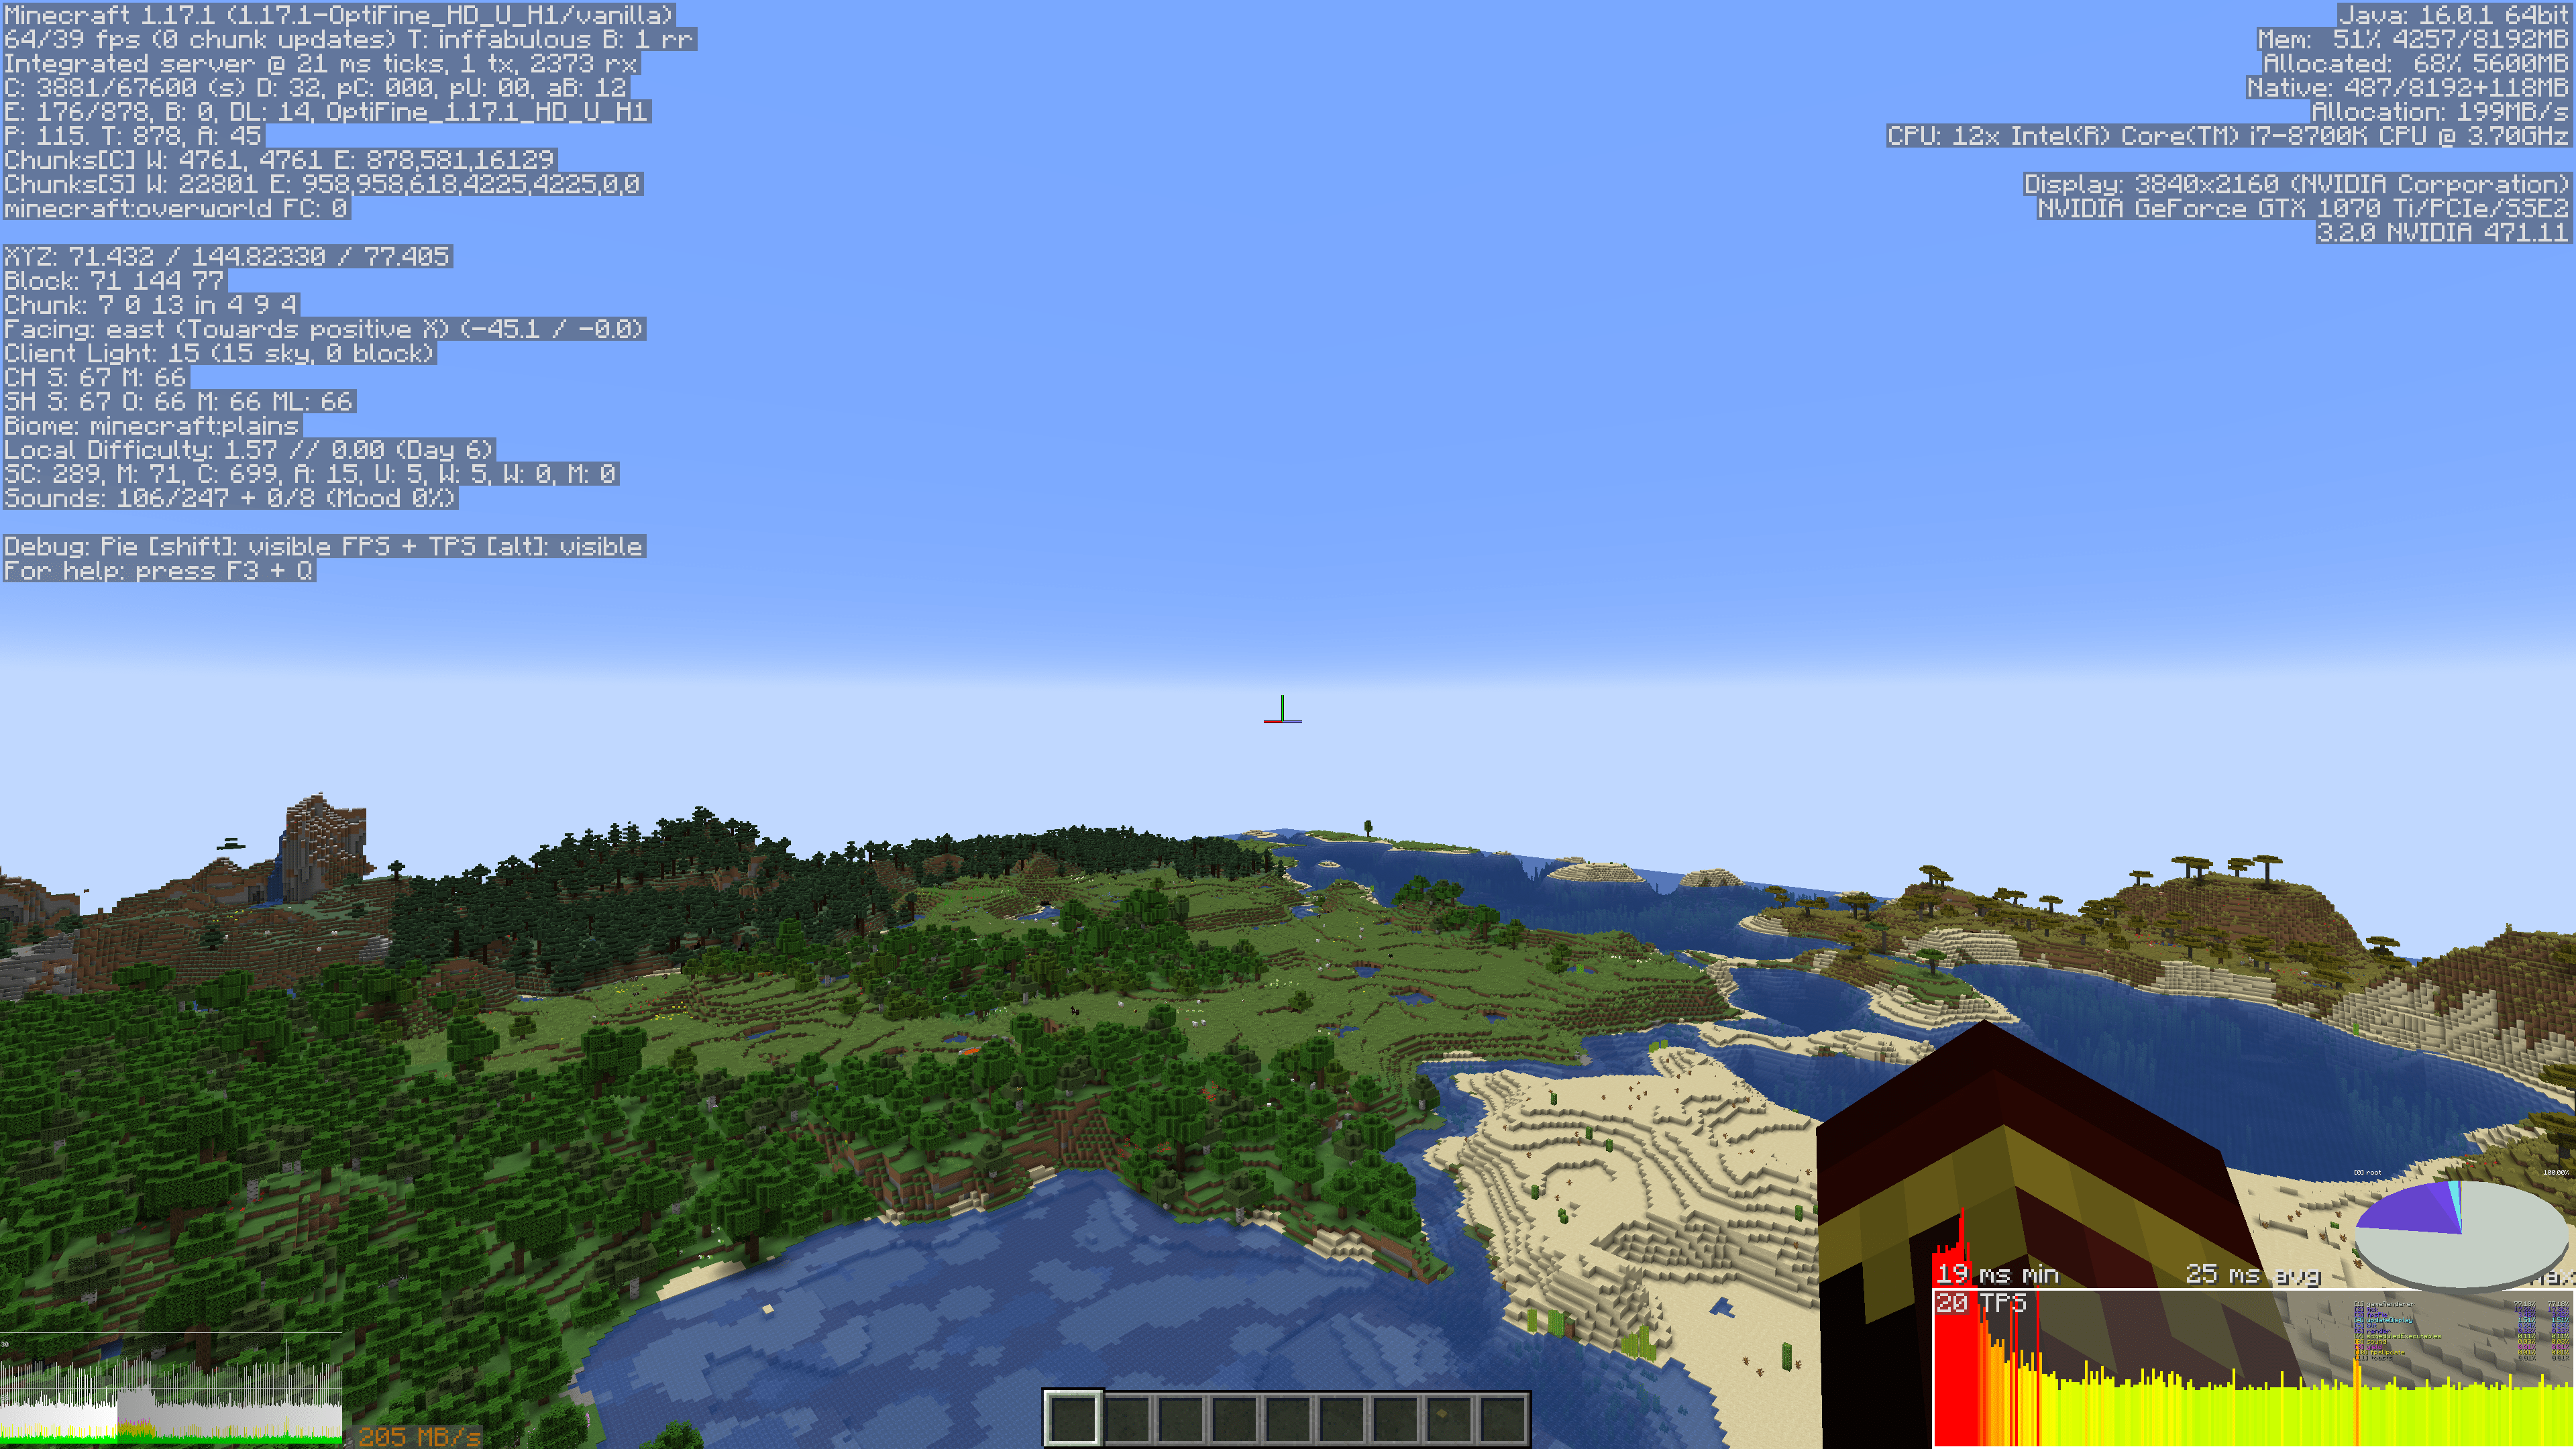 Minecraft 1.17.1 (1.17.1-OptiFine_HD_U_H1/vanilla)
64/39 fps (0 chunk updates) T: inffabulous B: 1 rr
Integrated server @ 21 ms ticks, 1 tx, 2373 rx
C: 3881/67600 (s) D: 32, pC: 000, pU: 00, aB: 12
E: 176/878, B: 0, DL: 14, OptiFine_1.17.1_HD_U_H1
P: 115. T: 878, A: 45
Chunks[C] W: 4761, 4761 E: 878,581,16129
Chunks[S] W: 22801 E: 958,958,618,4225,4225,0,0
minecraft:overworld FC: 0
XYZ: 71.432 / 144.82330 / 77.405
Block: 71 144 77
Chunk: 7 0 13 in 4 9 4
Facing: east (Towards positive X) (-45.1 / -0.0)
Client Light: 15 (15 sky, 0 block)
CH S: 67 M: 66
SH S: 67 O: 66 M: 66 ML: 66
Biome: minecraft:plains
Local Difficulty: 1.57 // 0.00 (Day 6)
SC: 289, M: 71, C: 699, A: 15, U: 5, W: 5, W: 0, M: 0
Sounds: 106/247 + 0/8 (Mood 0%)
Debug: Pie [shift]: visible FPS + TPS [alt]: visible
For help: press F3 + Q
Java: 16.0.1 64bit
Mem: 51% 4257/8192MB
Allocated: 68% 5600MB
Native: 487/8192+118MB
Allocation: 199MB/s
CPU: 12x Intel(R) Core(TM) i7-8700K CPU @ 3.70GHz
Display: 3840x2160 (NVIDIA Corporation)
NVIDIA GeForce GTX 1070 Ti/PCIe/SSE2
3.2.0 NVIDIA 471.11
[0] root 100.00%
19 ms min 25 ms avg
20 TPS
30
205 MB/s